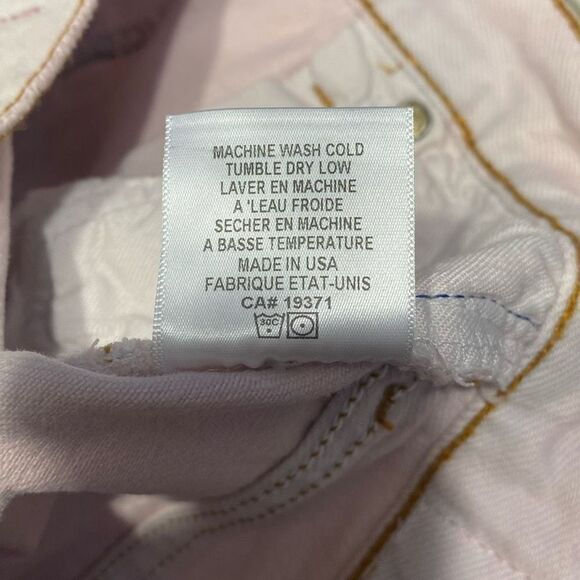 MACHINE WASH COLD
TUMBLE DRY LOW
LAVER EN MACHINE
A 'LEAU FROIDE
SECHER EN MACHINE
A BASSE TEMPERATURE
MADE IN USA
FABRIQUE ETAT-UNIS
CA# 19371
30C